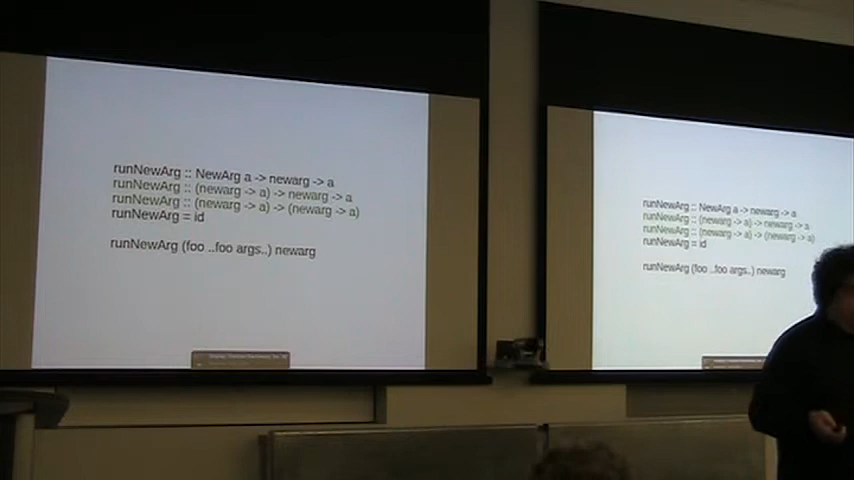 runNewArg :: NewArg a -> newarg -> a
runNewArg :: (newarg -> a) -> newarg -> a
runNewArg :: (newarg -> a) -> (newarg -> a)
runNewArg = id
runNewArg (foo ..foo args..) newarg
runNewArg :: NewArg a -> newarg -> a
runNewArg :: (newarg -> a) -> newarg -> a
runNewArg :: (newarg -> a) -> (newarg -> a)
runNewArg = id
runNewArg (foo ..foo args..) newarg